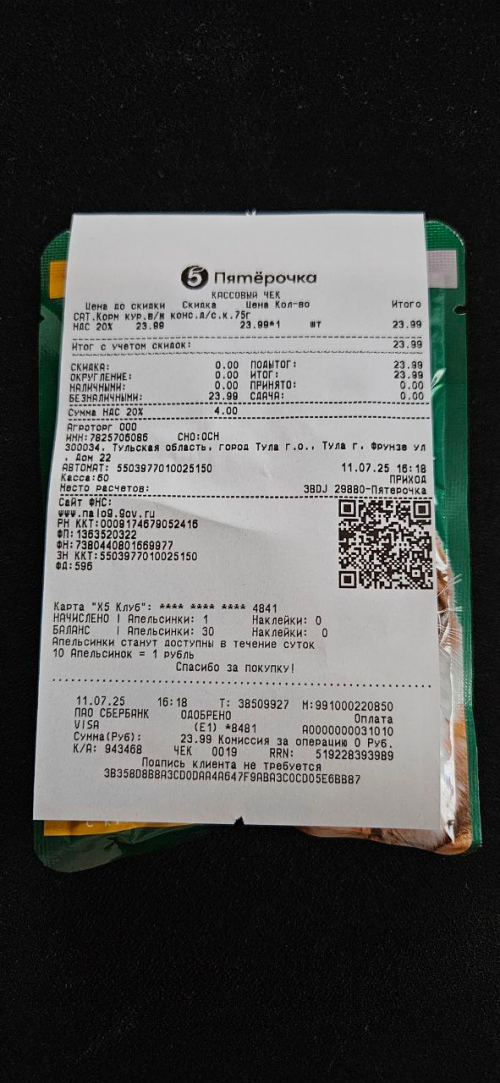 5 Пятёрочка
КАССОВЫЙ ЧЕК
Цена до скидки Скидка Цена Кол-во Итого
САТ.Корм кур.в/м конс.д/с.к.75г
НДС 20% 23.99 23.99*1 шт 23.99
Итог с учетом скидок: 23.99
СКИДКА: 0.00 ПОДЫТОГ: 23.99
ОКРУГЛЕНИЕ: 0.00 ИТОГ: 23.99
НАЛИЧНЫМИ: 0.00 ПРИНЯТО: 0.00
БЕЗНАЛИЧНЫМИ: 23.99 СДАЧА: 0.00
Сумма НДС 20% 4.00
Агроторг ООО
ИНН:7825706086 СНО:ОСН
300034, Тульская область, город Тула г.о., Тула г, Фрунзе ул
, Дом 22
АВТОМАТ: 5503977010025150 11.07.25 16:18
Касса:60 ПРИХОД
Место расчетов: 3BDJ 29880-Пятерочка
Сайт ФНС:
www.nalog.gov.ru
РН ККТ:0009174679052416
ФП:1363520322
ФН:7380440801669977
ЗН ККТ:5503977010025150
ФД:596
Карта "X5 Клуб": **** **** **** 4841
НАЧИСЛЕНО | Апельсинки: 1 Наклейки: 0
БАЛАНС | Апельсинки: 30 Наклейки: 0
Апельсинки станут доступны в течение суток
10 Апельсинок = 1 рубль
Спасибо за покупку!
11.07.25 16:18 Т: 38509927 М:991000220850
ПАО СБЕРБАНК ОДОБРЕНО Оплата
VISA (E1) *8481 A0000000031010
Сумма(Руб): 23.99 Комиссия за операцию 0 Руб.
К/А: 943468 ЧЕК 0019 RRN: 519228393989
Подпись клиента не требуется
3B358D8B8A3CD0DAA4A647F9ABA3C0CD05E6BB87